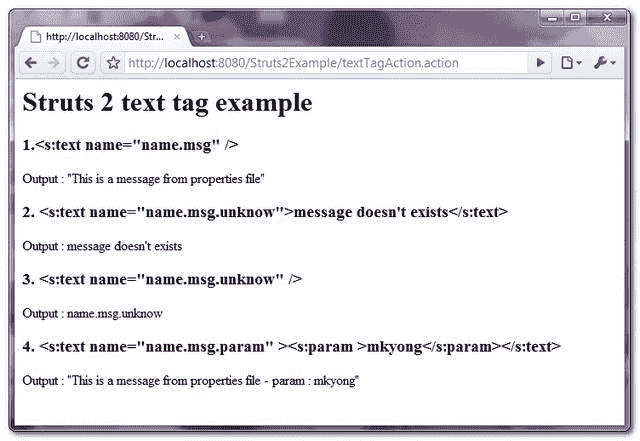 http://localhost:8080/Str...
http://localhost:8080/Struts2Example/textTagAction.action
Struts 2 text tag example
1.<s:text name="name.msg" />
Output : "This is a message from properties file"
2. <s:text name="name.msg.unknow">message doesn't exists</s:text>
Output : message doesn't exists
3. <s:text name="name.msg.unknow" />
Output : name.msg.unknow
4. <s:text name="name.msg.param" ><s:param >mkyong</s:param></s:text>
Output : "This is a message from properties file - param : mkyong"